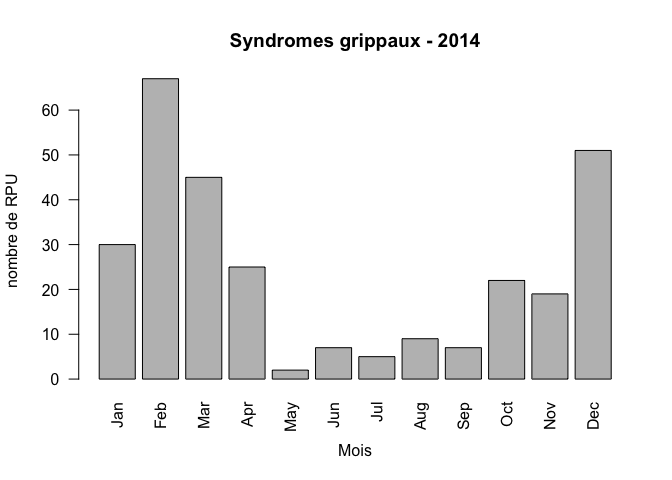 Syndromes grippaux - 2014
nombre de RPU
60
50
40
30
20
10
0
Jan
Feb
Mar
Apr
May
Jun
Jul
Aug
Sep
Oct
Nov
Dec
Mois